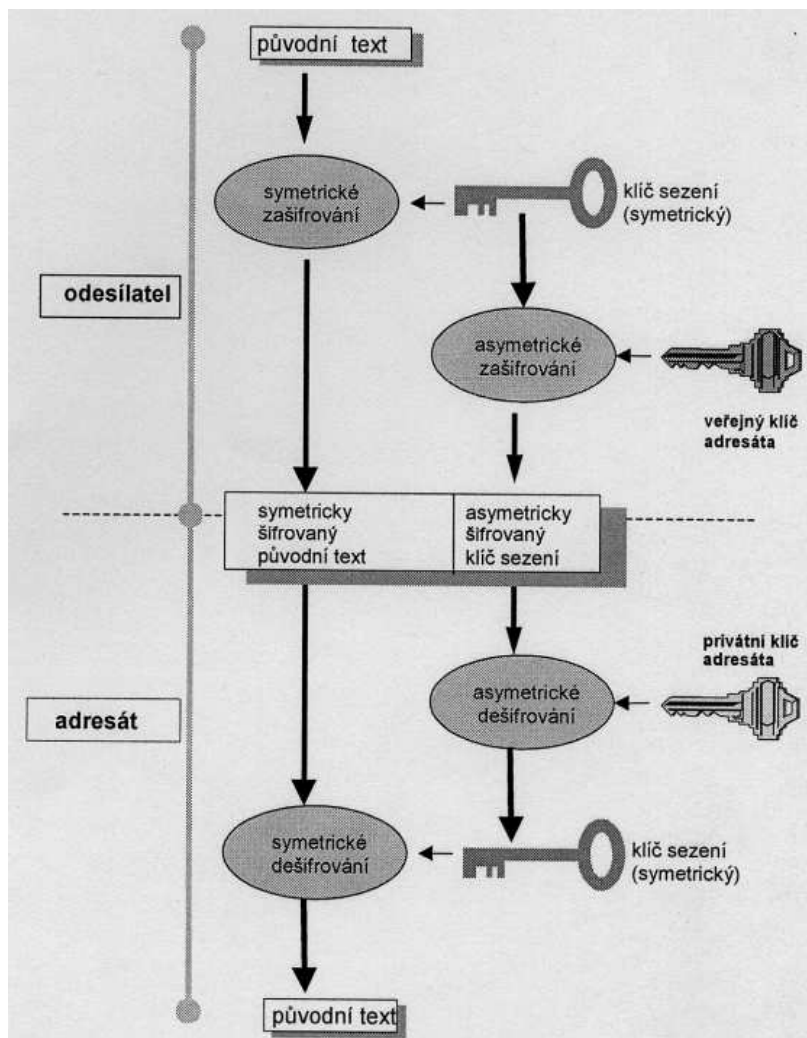 původní text
symetrické
zašifrování
klíč sezení
(symetrický)
odesílatel
asymetrické
zašifrování
veřejný klíč
adresáta
symetricky
šifrovaný
původní text
asymetricky
šifrovaný
klíč sezení
privátní klíč
adresáta
asymetrické
dešifrování
adresát
symetrické
dešifrování
klíč sezení
(symetrický)
původní text